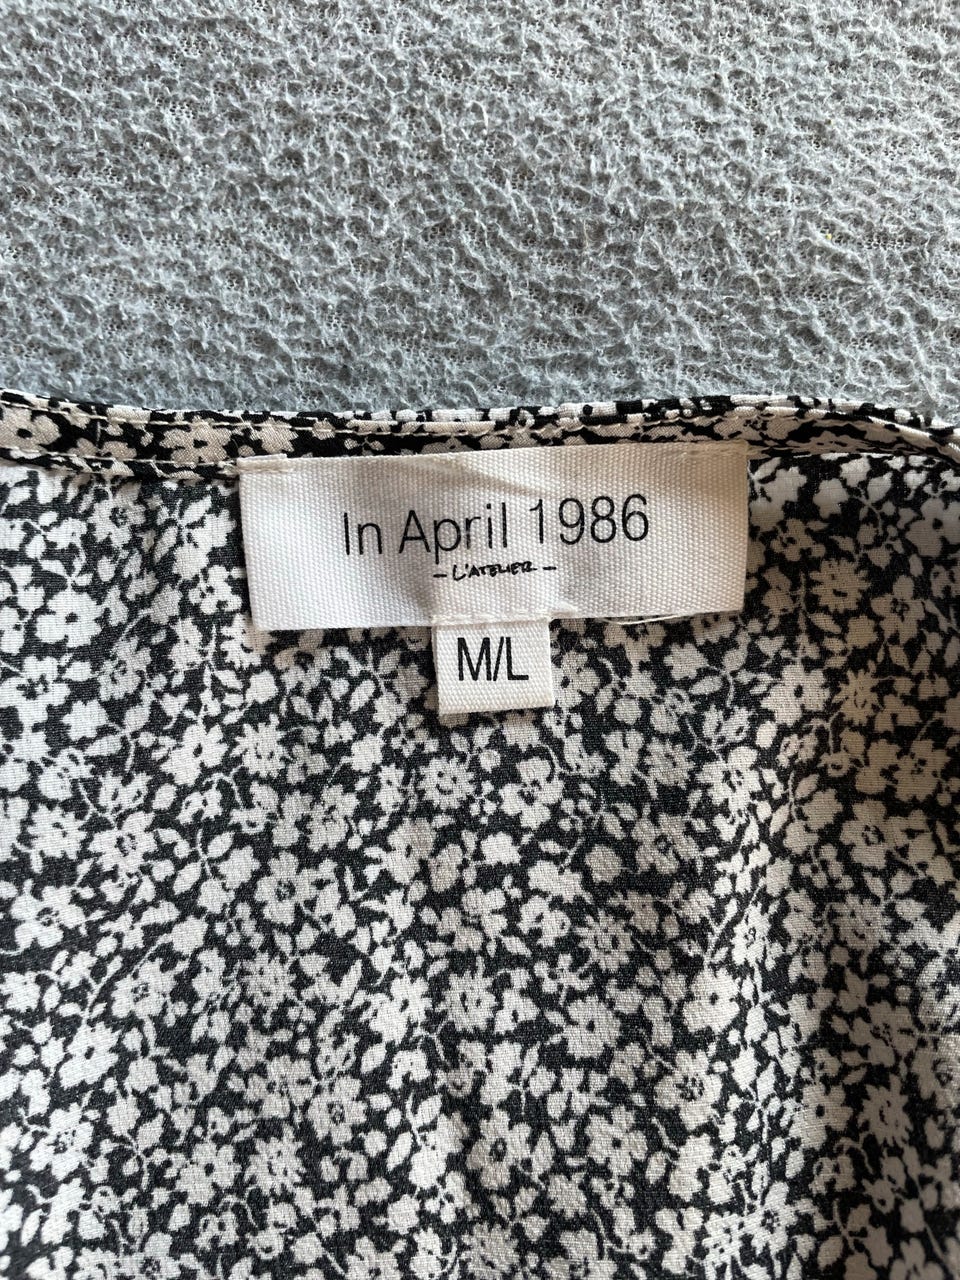 In April 1986
- L'ATELIER -
M/L